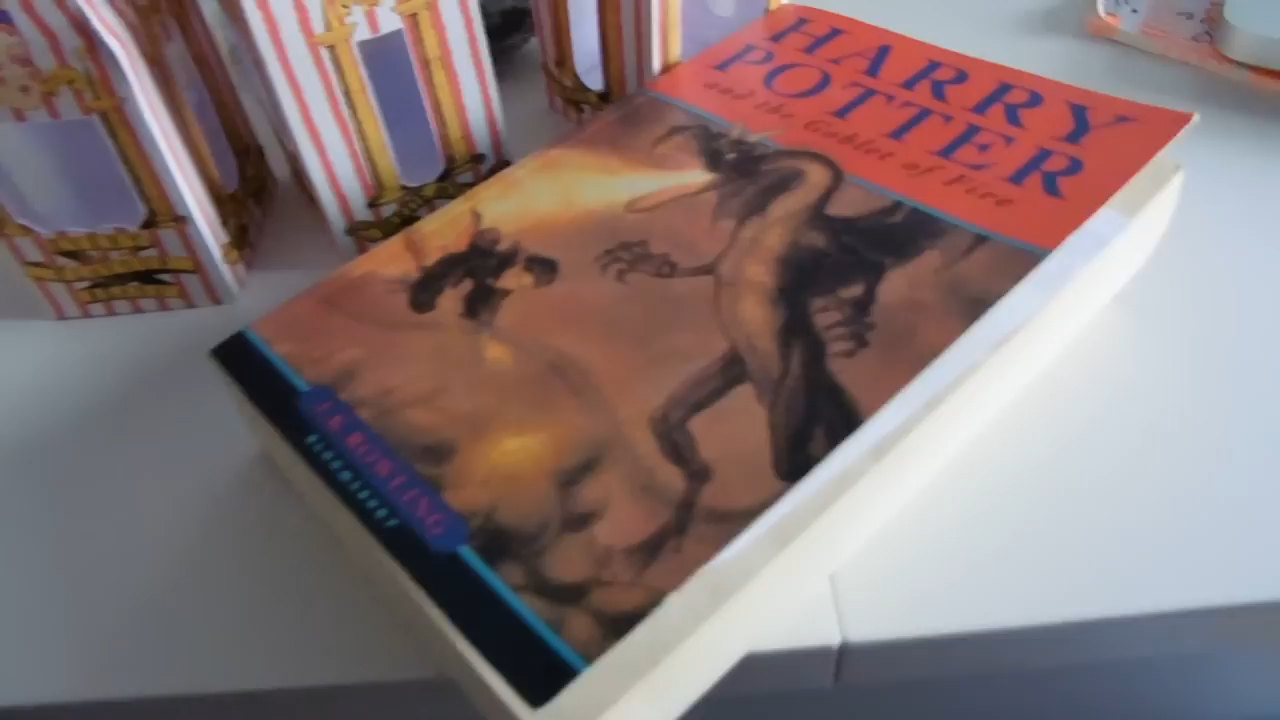 HARRY
POTTER
and the Goblet of Fire
J.K. ROWLING
BLOOMSBURY